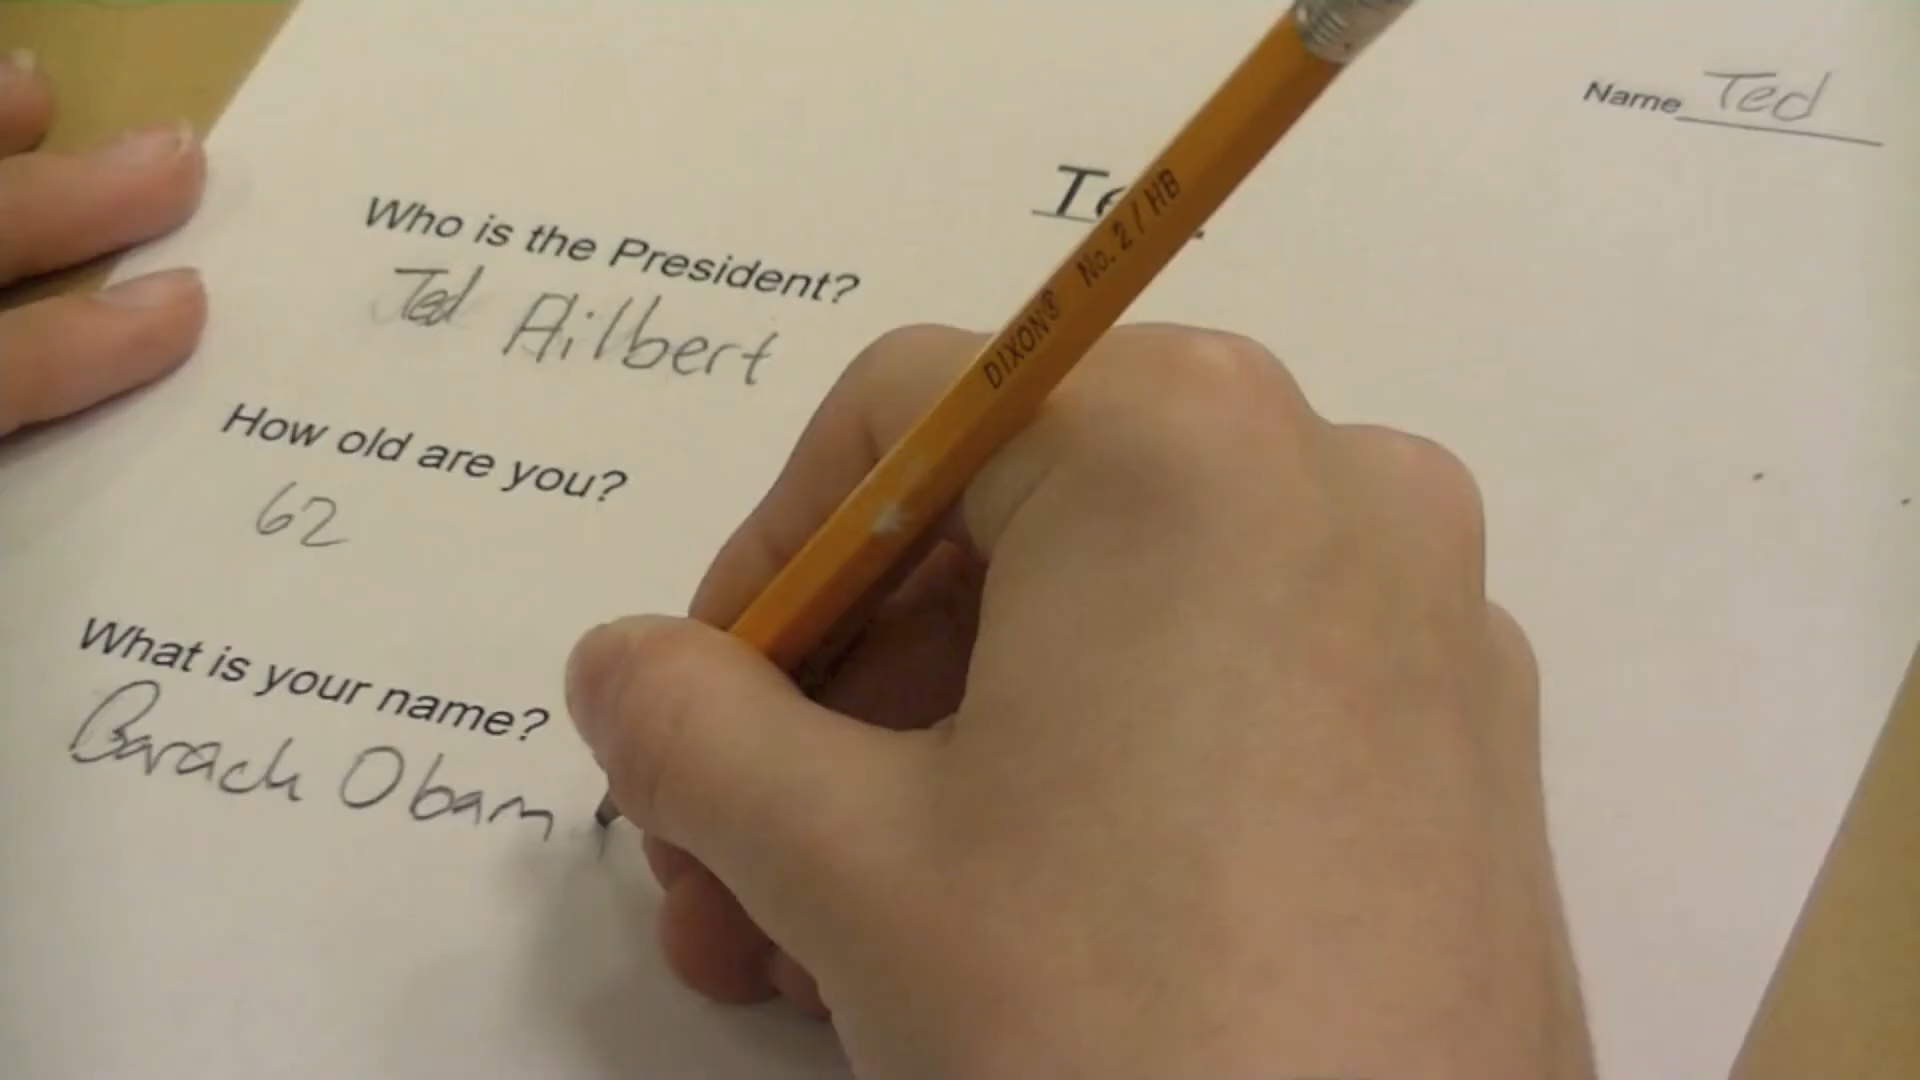 Name Ted
Who is the President?
Ted Ailbert
How old are you?
62
What is your name?
Barack Obam
DIXON® No. 2 / HB